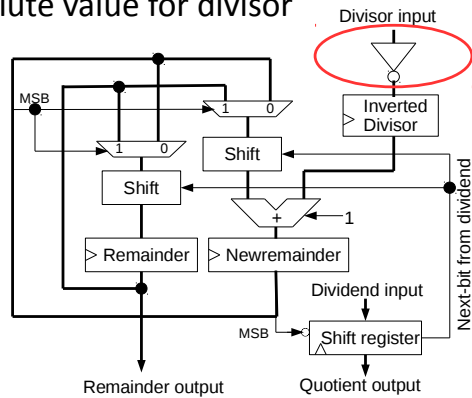 lute value for divisor
Divisor input
MSB
1 0
1 0
Inverted
Divisor
Shift
Shift
+
1
Remainder
Newremainder
Next-bit from dividend
Dividend input
MSB
Shift register
Remainder output
Quotient output